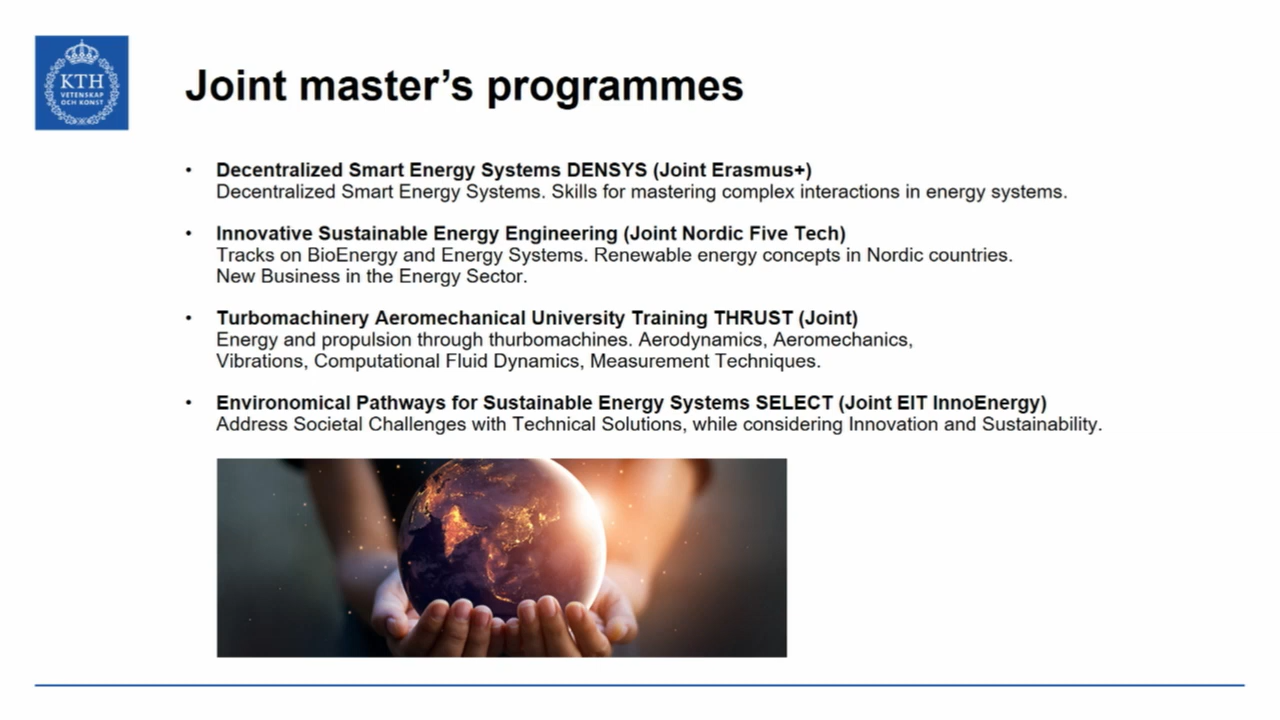 KTH
VETENSKAP
OCH KONST
Joint master’s programmes
• Decentralized Smart Energy Systems DENSYS (Joint Erasmus+)
Decentralized Smart Energy Systems. Skills for mastering complex interactions in energy systems.
• Innovative Sustainable Energy Engineering (Joint Nordic Five Tech)
Tracks on BioEnergy and Energy Systems. Renewable energy concepts in Nordic countries.
New Business in the Energy Sector.
• Turbomachinery Aeromechanical University Training THRUST (Joint)
Energy and propulsion through thurbomachines. Aerodynamics, Aeromechanics,
Vibrations, Computational Fluid Dynamics, Measurement Techniques.
• Environomical Pathways for Sustainable Energy Systems SELECT (Joint EIT InnoEnergy)
Address Societal Challenges with Technical Solutions, while considering Innovation and Sustainability.